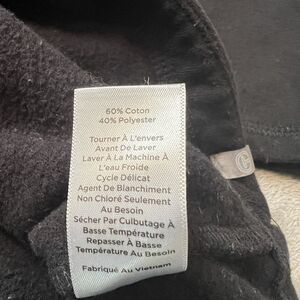 60% Coton
40% Polyester
Tourner À L'envers
Avant De Laver
Laver À La Machine À
L'eau Froide
Cycle Délicat
Agent De Blanchiment
Non Chloré Seulement
Au Besoin
Sécher Par Culbutage À
Basse Température
Repasser À Basse
Température Au Besoin
Fabriqué Au Vietnam